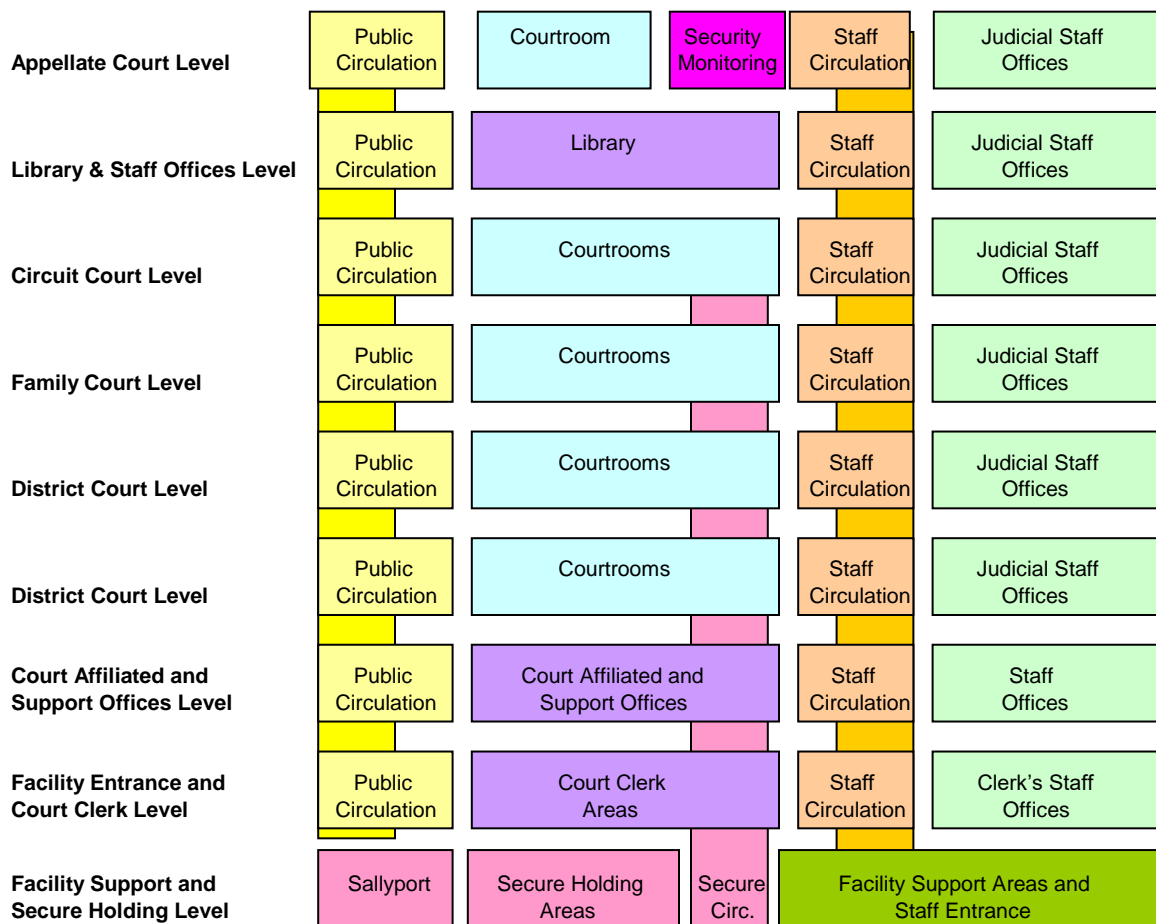 Appellate Court Level
Public
Circulation
Courtroom
Security
Monitoring
Staff
Circulation
Judicial Staff
Offices
Library & Staff Offices Level
Public
Circulation
Library
Staff
Circulation
Judicial Staff
Offices
Circuit Court Level
Public
Circulation
Courtrooms
Staff
Circulation
Judicial Staff
Offices
Family Court Level
Public
Circulation
Courtrooms
Staff
Circulation
Judicial Staff
Offices
District Court Level
Public
Circulation
Courtrooms
Staff
Circulation
Judicial Staff
Offices
District Court Level
Public
Circulation
Courtrooms
Staff
Circulation
Judicial Staff
Offices
Court Affiliated and
Support Offices Level
Public
Circulation
Court Affiliated and
Support Offices
Staff
Circulation
Staff
Offices
Facility Entrance and
Court Clerk Level
Public
Circulation
Court Clerk
Areas
Staff
Circulation
Clerk's Staff
Offices
Facility Support and
Secure Holding Level
Sallyport
Secure Holding
Areas
Secure
Circ.
Facility Support Areas and
Staff Entrance